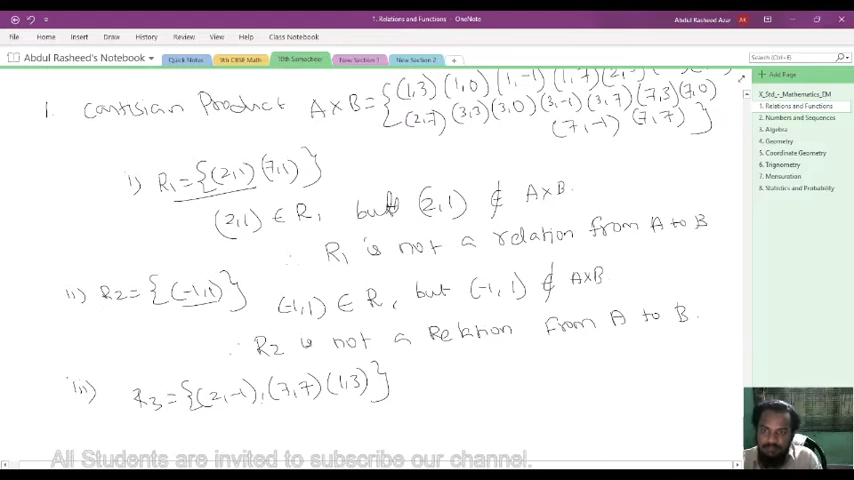 1. Relations and Functions - OneNote
Abdul Rasheed Azar AR
File Home Insert Draw History Review View Help Class Notebook
Abdul Rasheed's Notebook Quick Notes 9th CBSE Math 10th Samacheer New Section 1 New Section 2 +
Search (Ctrl+E)
Add Page
X_Std_-_Mathematics_EM
1. Relations and Functions
2. Numbers and Sequences
3. Algebra
4. Geometry
5. Coordinate Geometry
6. Trigonometry
7. Mensuration
8. Statistics and Probability
1. Cartisian Product A×B={(1,3) (1,0) (1,-1) (1,7)
(2,7) (3,3) (3,0) (3,-1) (3,7) (7,3) (7,0)
(7,-1) (7,7)}
i) R1={(2,1) (7,1)}
(2,1) ∈ R, but (2,1) ∉ A×B.
∴ R1 is not a relation from A to B
ii) R2={(-1,1)} (-1,1) ∈ R, but (-1,1) ∉ A×B
∴ R2 is not a Relation From A to B.
iii) R3={(2,-1),(7,7)(1,3)}
All Students are invited to subscribe our channel.